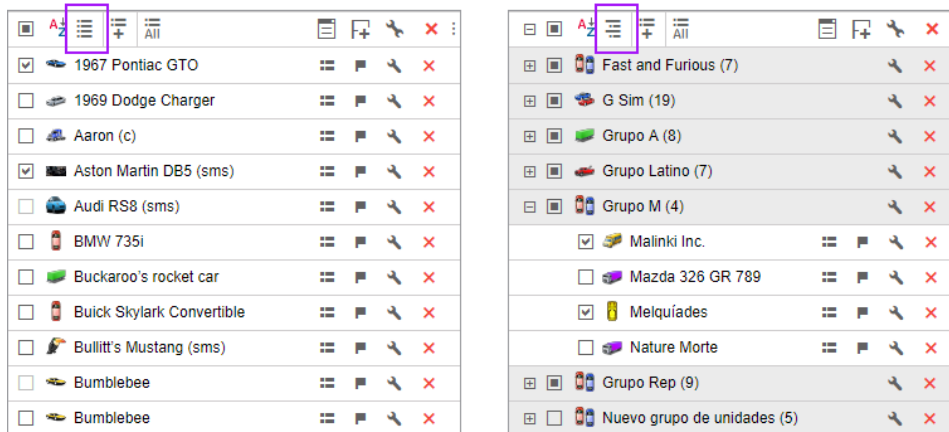 AZ
All
1967 Pontiac GTO
1969 Dodge Charger
Aaron (c)
Aston Martin DB5 (sms)
Audi RS8 (sms)
BMW 735i
Buckaroo's rocket car
Buick Skylark Convertible
Bullitt's Mustang (sms)
Bumblebee
Bumblebee
AZ
All
Fast and Furious (7)
G Sim (19)
Grupo A (8)
Grupo Latino (7)
Grupo M (4)
Malinki Inc.
Mazda 326 GR 789
Melquíades
Nature Morte
Grupo Rep (9)
Nuevo grupo de unidades (5)